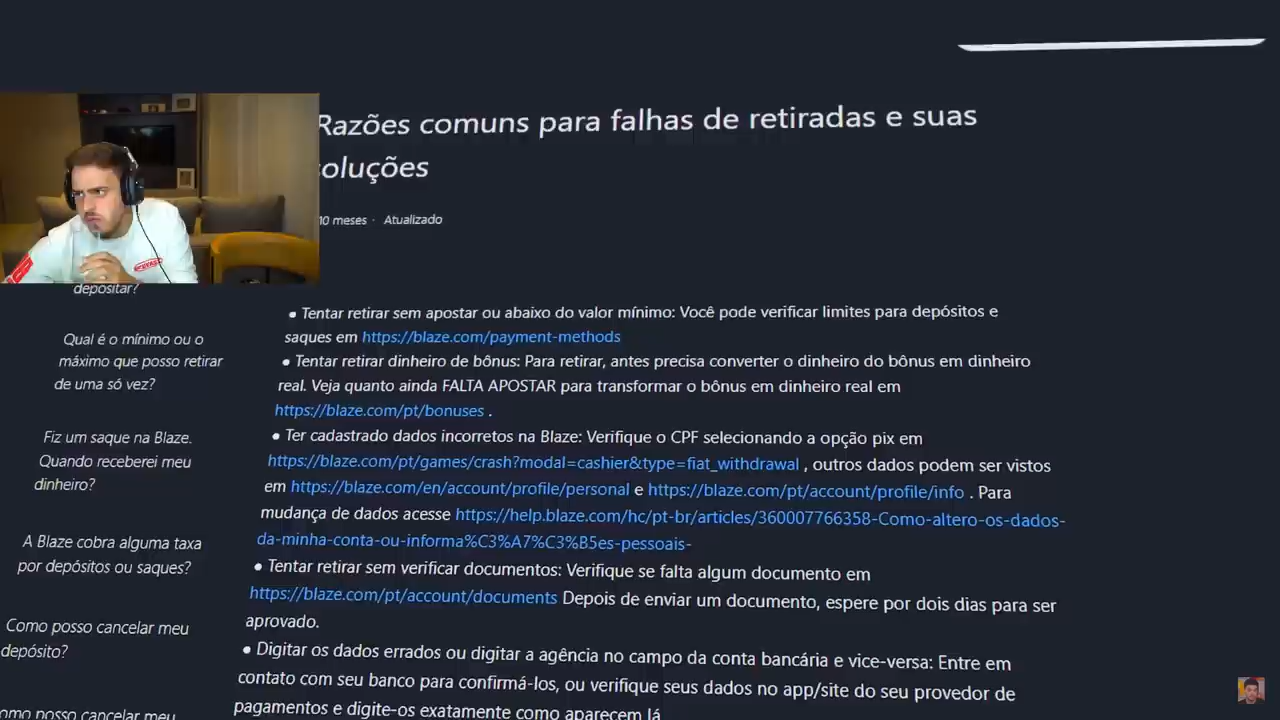 Razões comuns para falhas de retiradas e suas
oluções
10 meses · Atualizado
depositar?
Qual é o mínimo ou o
máximo que posso retirar
de uma só vez?
Fiz um saque na Blaze.
Quando receberei meu
dinheiro?
A Blaze cobra alguma taxa
por depósitos ou saques?
Como posso cancelar meu
depósito?
omo posso cancelar meu
• Tentar retirar sem apostar ou abaixo do valor mínimo: Você pode verificar limites para depósitos e
saques em https://blaze.com/payment-methods
• Tentar retirar dinheiro de bônus: Para retirar, antes precisa converter o dinheiro do bônus em dinheiro
real. Veja quanto ainda FALTA APOSTAR para transformar o bônus em dinheiro real em
https://blaze.com/pt/bonuses .
• Ter cadastrado dados incorretos na Blaze: Verifique o CPF selecionando a opção pix em
https://blaze.com/pt/games/crash?modal=cashier&type=fiat_withdrawal , outros dados podem ser vistos
em https://blaze.com/en/account/profile/personal e https://blaze.com/pt/account/profile/info . Para
mudança de dados acesse https://help.blaze.com/hc/pt-br/articles/360007766358-Como-altero-os-dados-
da-minha-conta-ou-informa%C3%A7%C3%B5es-pessoais-
• Tentar retirar sem verificar documentos: Verifique se falta algum documento em
https://blaze.com/pt/account/documents Depois de enviar um documento, espere por dois dias para ser
aprovado.
• Digitar os dados errados ou digitar a agência no campo da conta bancária e vice-versa: Entre em
contato com seu banco para confirmá-los, ou verifique seus dados no app/site do seu provedor de
pagamentos e digite-os exatamente como aparecem lá